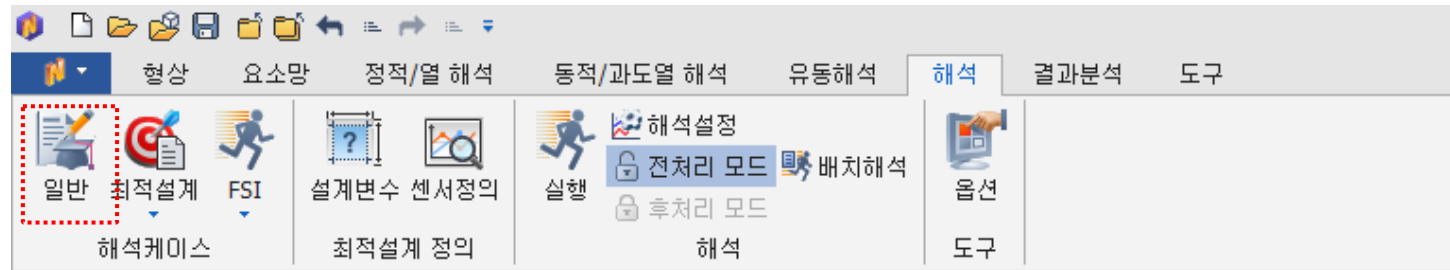 형상 요소망 정적/열 해석 동적/과도열 해석 유동해석 해석 결과분석 도구
일반 최적설계 FSI 설계변수 센서정의 실행 해석설정 전처리 모드 후처리 모드 배치해석 옵션
해석케이스 최적설계 정의 해석 도구